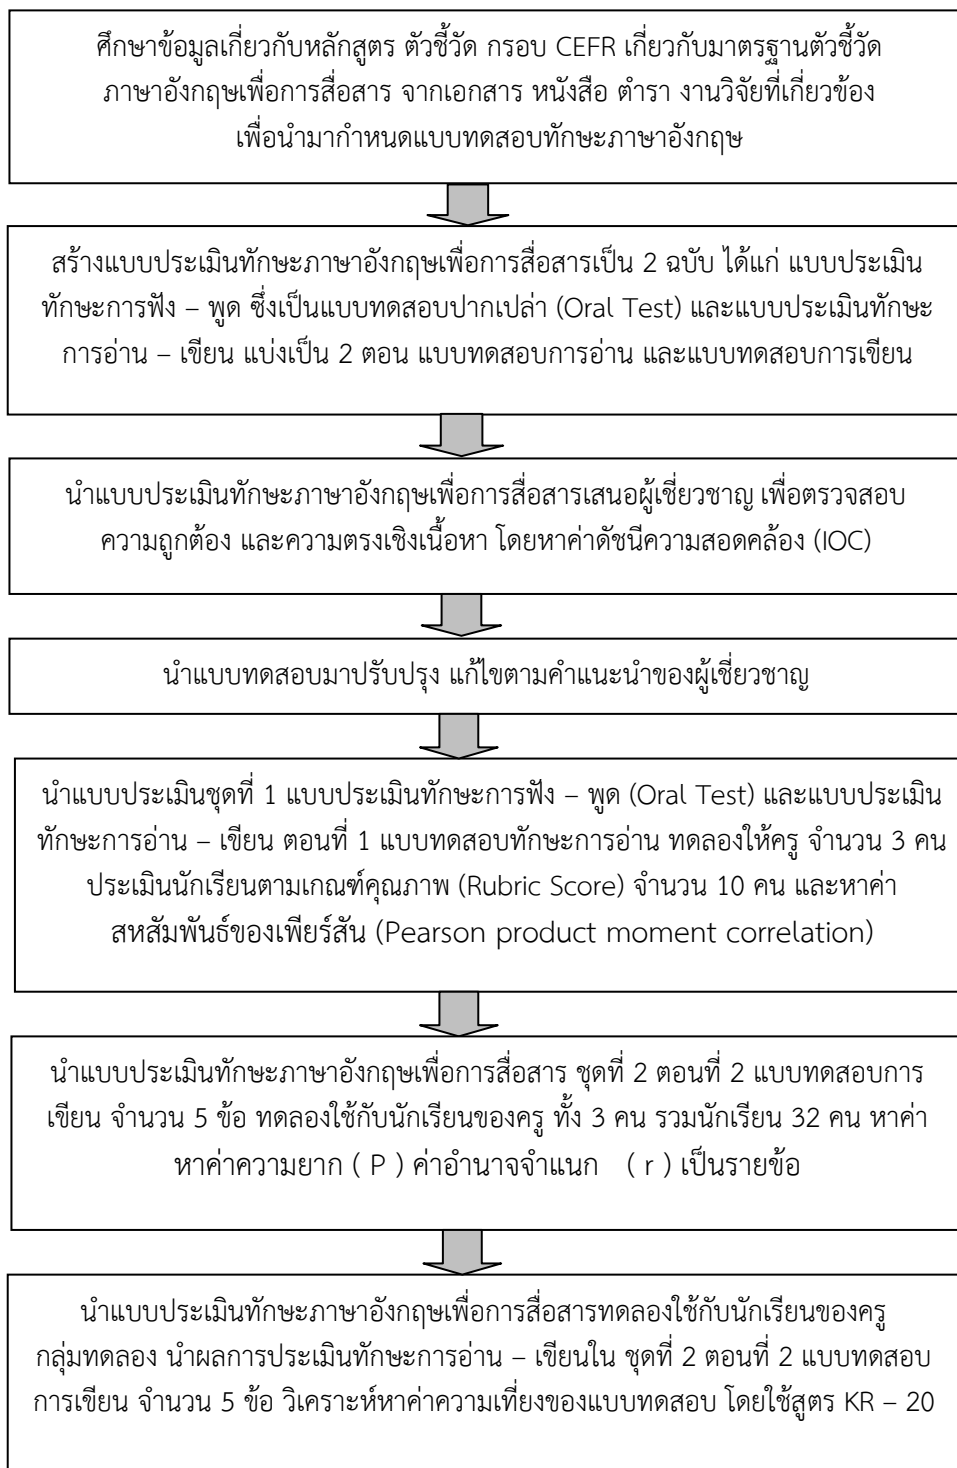 ศึกษาข้อมูลเกี่ยวกับหลักสูตร ตัวชี้วัด กรอบ CEFR เกี่ยวกับมาตรฐานตัวชี้วัด
ภาษาอังกฤษเพื่อการสื่อสาร จากเอกสาร หนังสือ ตำรา งานวิจัยที่เกี่ยวข้อง
เพื่อนำมากำหนดแบบทดสอบทักษะภาษาอังกฤษ
สร้างแบบประเมินทักษะภาษาอังกฤษเพื่อการสื่อสารเป็น 2 ฉบับ ได้แก่ แบบประเมิน
ทักษะการฟัง – พูด ซึ่งเป็นแบบทดสอบปากเปล่า (Oral Test) และแบบประเมินทักษะ
การอ่าน – เขียน แบ่งเป็น 2 ตอน แบบทดสอบการอ่าน และแบบทดสอบการเขียน
นำแบบประเมินทักษะภาษาอังกฤษเพื่อการสื่อสารเสนอผู้เชี่ยวชาญ เพื่อตรวจสอบ
ความถูกต้อง และความตรงเชิงเนื้อหา โดยหาค่าดัชนีความสอดคล้อง (IOC)
นำแบบทดสอบมาปรับปรุง แก้ไขตามคำแนะนำของผู้เชี่ยวชาญ
นำแบบประเมินชุดที่ 1 แบบประเมินทักษะการฟัง – พูด (Oral Test) และแบบประเมิน
ทักษะการอ่าน – เขียน ตอนที่ 1 แบบทดสอบทักษะการอ่าน ทดลองให้ครู จำนวน 3 คน
ประเมินนักเรียนตามเกณฑ์คุณภาพ (Rubric Score) จำนวน 10 คน และหาค่า
สหสัมพันธ์ของเพียร์สัน (Pearson product moment correlation)
นำแบบประเมินทักษะภาษาอังกฤษเพื่อการสื่อสาร ชุดที่ 2 ตอนที่ 2 แบบทดสอบการ
เขียน จำนวน 5 ข้อ ทดลองใช้กับนักเรียนของครู ทั้ง 3 คน รวมนักเรียน 32 คน หาค่า
หาค่าความยาก ( P ) ค่าอำนาจจำแนก ( r ) เป็นรายข้อ
นำแบบประเมินทักษะภาษาอังกฤษเพื่อการสื่อสารทดลองใช้กับนักเรียนของครู
กลุ่มทดลอง นำผลการประเมินทักษะการอ่าน – เขียนใน ชุดที่ 2 ตอนที่ 2 แบบทดสอบ
การเขียน จำนวน 5 ข้อ วิเคราะห์หาค่าความเที่ยงของแบบทดสอบ โดยใช้สูตร KR – 20